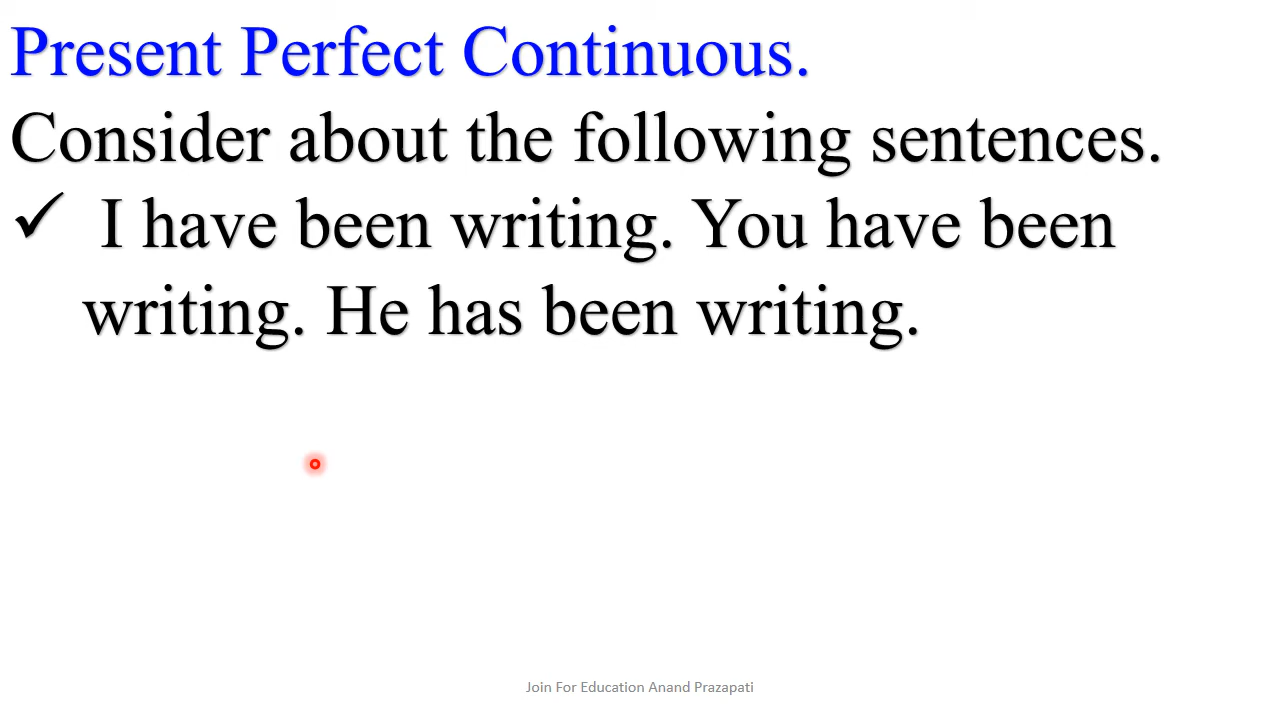 Present Perfect Continuous.
Consider about the following sentences.
✓ I have been writing. You have been
writing. He has been writing.
Join For Education Anand Prazapati